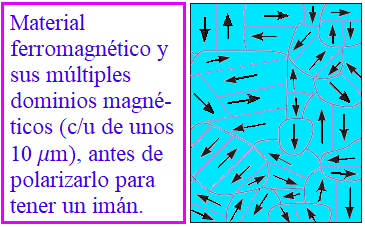 Material
ferromagnético y
sus múltiples
dominios magné-
ticos (c/u de unos
10 μm), antes de
polarizarlo para
tener un imán.